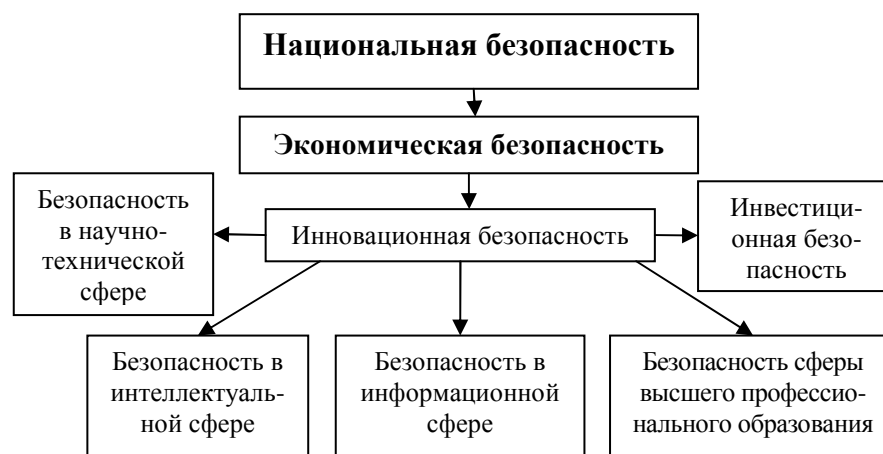 Национальная безопасность
Экономическая безопасность
Безопасность
в научно-
технической
сфере
Инновационная безопасность
Инвестици-
онная безо-
пасность
Безопасность в
интеллектуаль-
ной сфере
Безопасность в
информационной
сфере
Безопасность сферы
высшего профессио-
нального образования